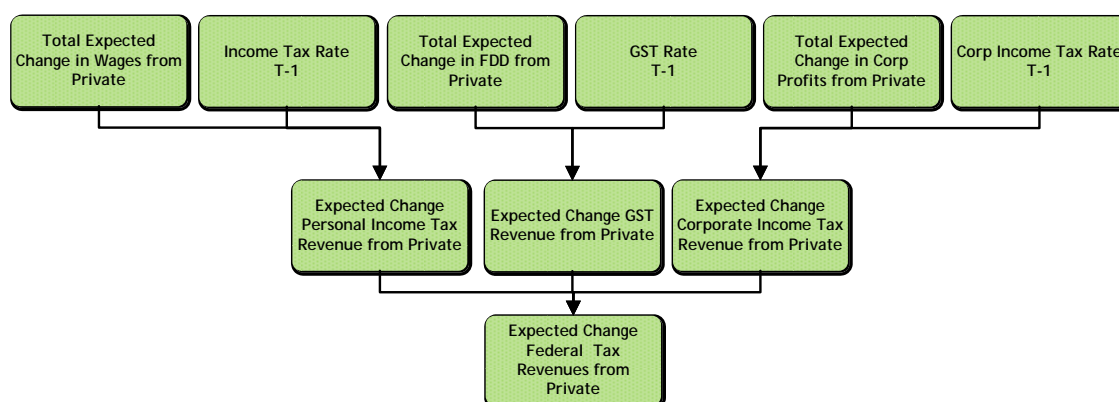 Total Expected
Change in Wages from
Private
Income Tax Rate
T-1
Total Expected
Change in FDD from
Private
GST Rate
T-1
Total Expected
Change in Corp
Profits from Private
Corp Income Tax Rate
T-1
Expected Change
Personal Income Tax
Revenue from Private
Expected Change GST
Revenue from Private
Expected Change
Corporate Income Tax
Revenue from Private
Expected Change
Federal Tax
Revenues from
Private